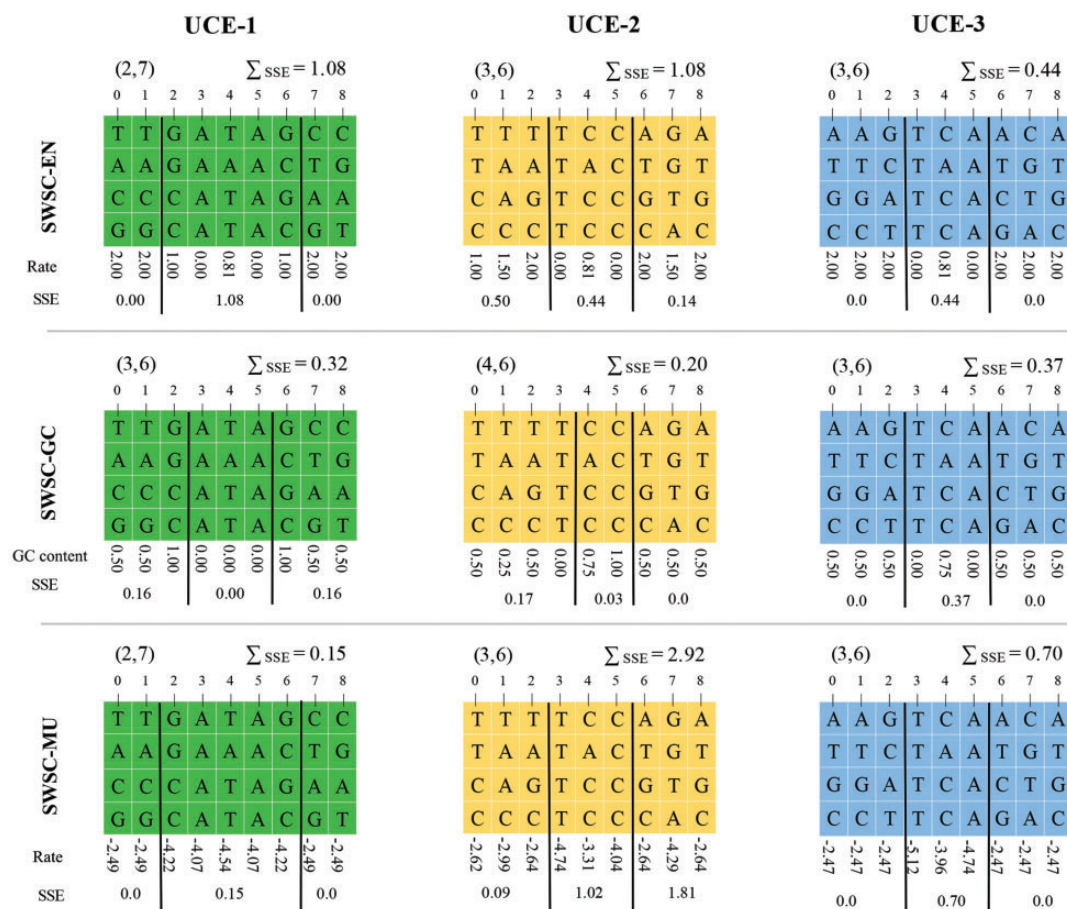 UCE-1 UCE-2 UCE-3
(2,7) ∑ SSE = 1.08 (3,6) ∑ SSE = 1.08 (3,6) ∑ SSE = 0.44
0 1 2 3 4 5 6 7 8 0 1 2 3 4 5 6 7 8 0 1 2 3 4 5 6 7 8
SWSC-EN
T T G A T A G C C T T T T C C A G A A A G T C A A C A
A A G A A A C T G T A A T A C T G T T T C T A A T G T
C C C A T A G A A C A G T C C G T G G G A T C A C T G
G G C A T A C G T C C C T C C C A C C C T T C A G A C
Rate 2.00 2.00 1.00 0.00 0.81 0.00 1.00 2.00 2.00 1.00 1.50 2.00 0.00 0.81 0.00 2.00 1.50 2.00 2.00 2.00 2.00 0.00 0.81 0.00 2.00 2.00 2.00
SSE 0.00 1.08 0.00 0.50 0.44 0.14 0.0 0.44 0.0
(3,6) ∑ SSE = 0.32 (4,6) ∑ SSE = 0.20 (3,6) ∑ SSE = 0.37
0 1 2 3 4 5 6 7 8 0 1 2 3 4 5 6 7 8 0 1 2 3 4 5 6 7 8
SWSC-GC
T T G A T A G C C T T T T C C A G A A A G T C A A C A
A A G A A A C T G T A A T A C T G T T T C T A A T G T
C C C A T A G A A C A G T C C G T G G G A T C A C T G
G G C A T A C G T C C C T C C C A C C C T T C A G A C
GC content 0.50 0.50 1.00 0.00 0.00 0.00 1.00 0.50 0.50 0.50 0.25 0.50 0.00 0.75 1.00 0.50 0.50 0.50 0.50 0.50 0.50 0.00 0.75 0.00 0.50 0.50 0.50
SSE 0.16 0.00 0.16 0.17 0.03 0.0 0.0 0.37 0.0
(2,7) ∑ SSE = 0.15 (3,6) ∑ SSE = 2.92 (3,6) ∑ SSE = 0.70
0 1 2 3 4 5 6 7 8 0 1 2 3 4 5 6 7 8 0 1 2 3 4 5 6 7 8
SWSC-MU
T T G A T A G C C T T T T C C A G A A A G T C A A C A
A A G A A A C T G T A A T A C T G T T T C T A A T G T
C C C A T A G A A C A G T C C G T G G G A T C A C T G
G G C A T A C G T C C C T C C C A C C C T T C A G A C
Rate -2.49 -2.49 -4.22 -4.07 -4.54 -4.07 -4.22 -2.49 -2.49 -2.62 -2.99 -2.64 -4.74 -3.31 -4.04 -2.64 -4.29 -2.64 -2.47 -2.47 -2.47 -5.12 -3.96 -4.74 -2.47 -2.47 -2.47
SSE 0.0 0.15 0.0 0.09 1.02 1.81 0.0 0.70 0.0